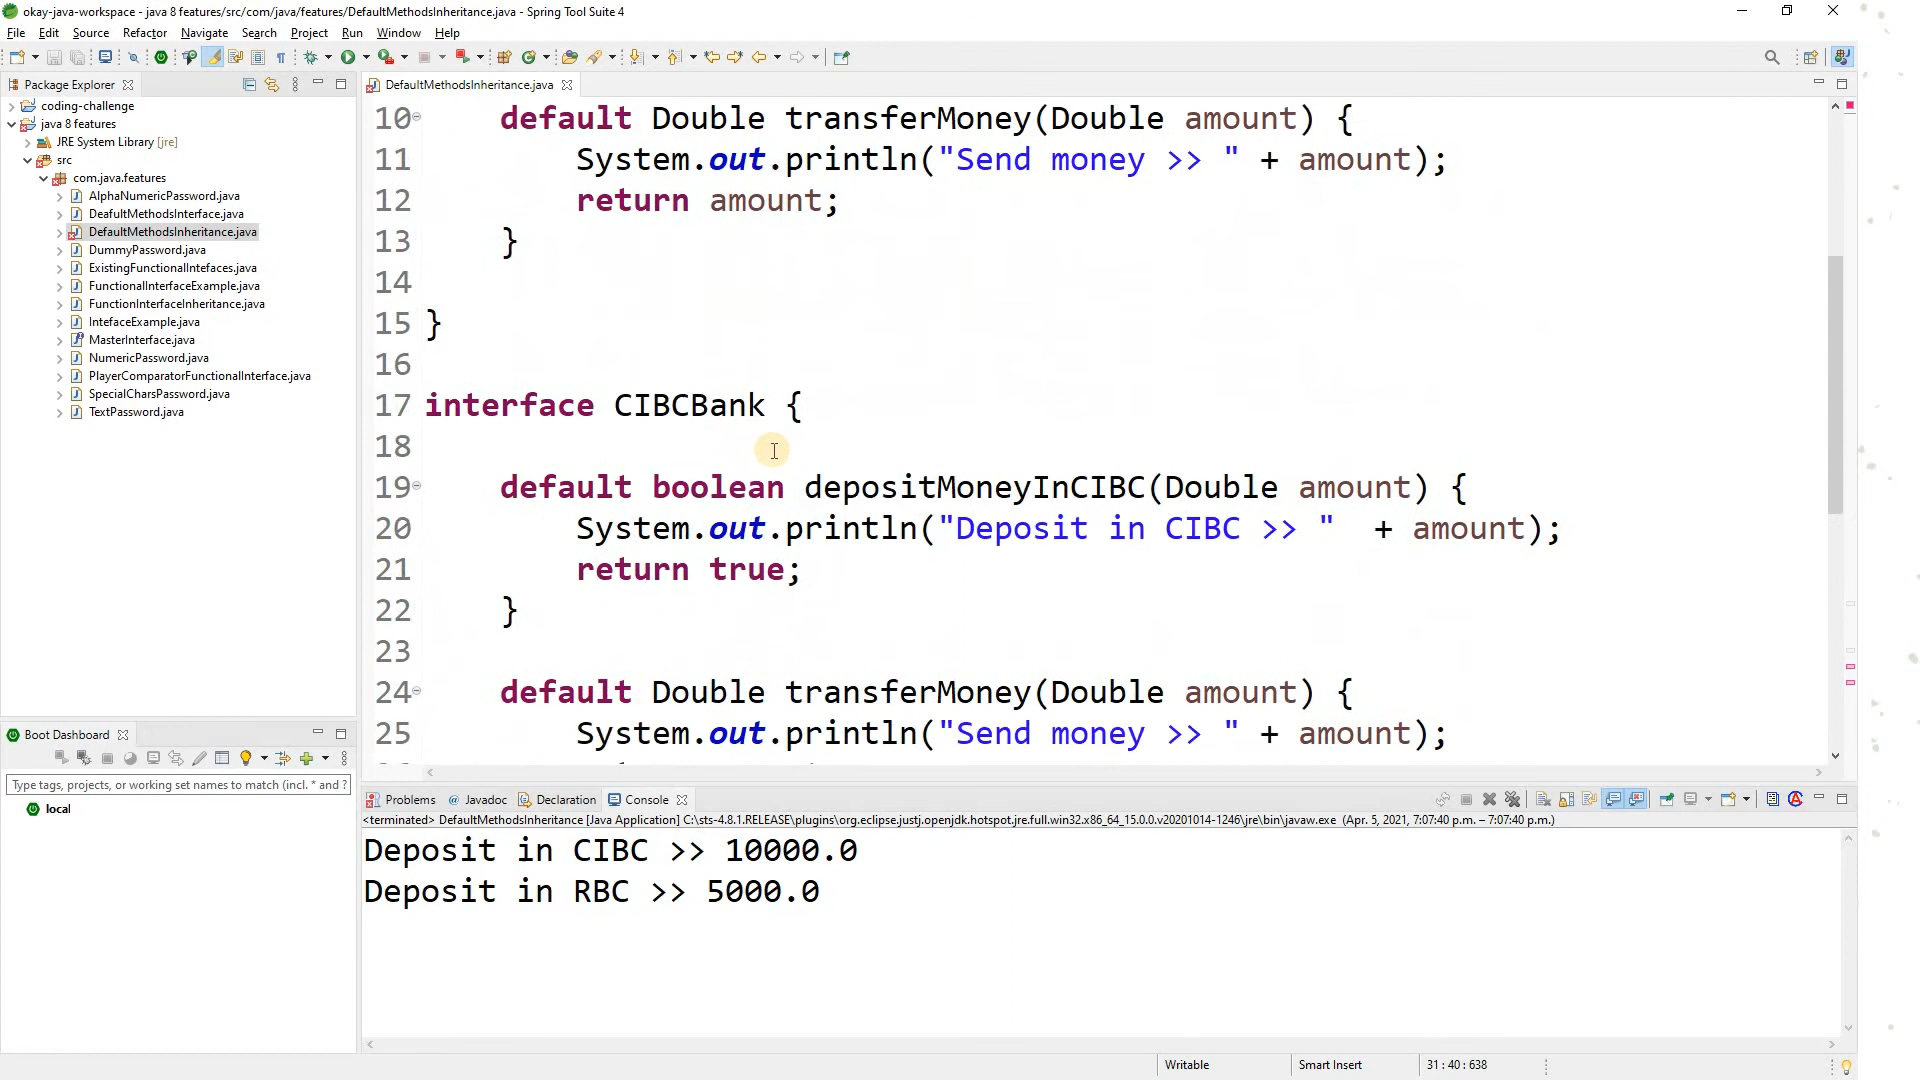 okay-java-workspace - java 8 features/src/com/java/features/DefaultMethodsInheritance.java - Spring Tool Suite 4
File Edit Source Refactor Navigate Search Project Run Window Help
Package Explorer
coding-challenge
java 8 features
JRE System Library [jre]
src
com.java.features
AlphaNumericPassword.java
DeafultMethodsInterface.java
DefaultMethodsInheritance.java
DummyPassword.java
ExistingFunctionalIntefaces.java
FunctionalInterfaceExample.java
FunctionInterfaceInheritance.java
IntefaceExample.java
MasterInterface.java
NumericPassword.java
PlayerComparatorFunctionalInterface.java
SpecialCharsPassword.java
TextPassword.java
Boot Dashboard
Type tags, projects, or working set names to match (incl. * and ?
local
DefaultMethodsInheritance.java
10 default Double transferMoney(Double amount) {
11 System.out.println("Send money >> " + amount);
12 return amount;
13 }
14
15 }
16
17 interface CIBCBank {
18
19 default boolean depositMoneyInCIBC(Double amount) {
20 System.out.println("Deposit in CIBC >> "  + amount);
21 return true;
22 }
23
24 default Double transferMoney(Double amount) {
25 System.out.println("Send money >> " + amount);
Problems Javadoc Declaration Console
<terminated> DefaultMethodsInheritance [Java Application] C:\sts-4.8.1.RELEASE\plugins\org.eclipse.justj.openjdk.hotspot.jre.full.win32.x86_64_15.0.0.v20201014-1246\jre\bin\javaw.exe (Apr. 5, 2021, 7:07:40 p.m. – 7:07:40 p.m.)
Deposit in CIBC >> 10000.0
Deposit in RBC >> 5000.0
Writable Smart Insert 31 : 40 : 638